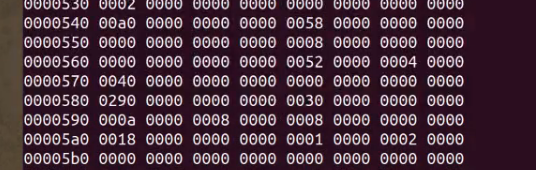 0000530 0002 0000 0000 0000 0000 0000 0000 0000
0000540 00a0 0000 0000 0000 0058 0000 0000 0000
0000550 0000 0000 0000 0000 0008 0000 0000 0000
0000560 0000 0000 0000 0000 0052 0000 0004 0000
0000570 0040 0000 0000 0000 0000 0000 0000 0000
0000580 0290 0000 0000 0000 0030 0000 0000 0000
0000590 000a 0000 0008 0000 0008 0000 0000 0000
00005a0 0018 0000 0000 0000 0001 0000 0002 0000
00005b0 0000 0000 0000 0000 0000 0000 0000 0000